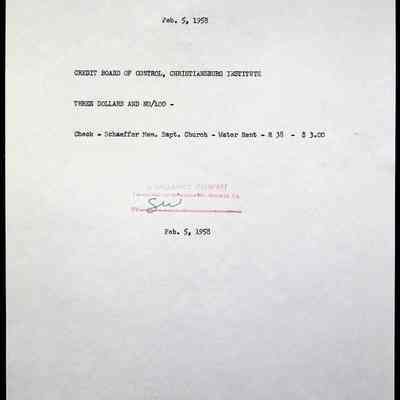 Feb. 5, 1958
CREDIT BOARD OF CONTROL, CHRISTIANSBURG INSTITUTE
THREE DOLLARS AND NO/100 -
Check - Schaeffer Mem. Bapt. Church - Water Rent - R 38 - $ 3.00
SW
Feb. 5, 1958